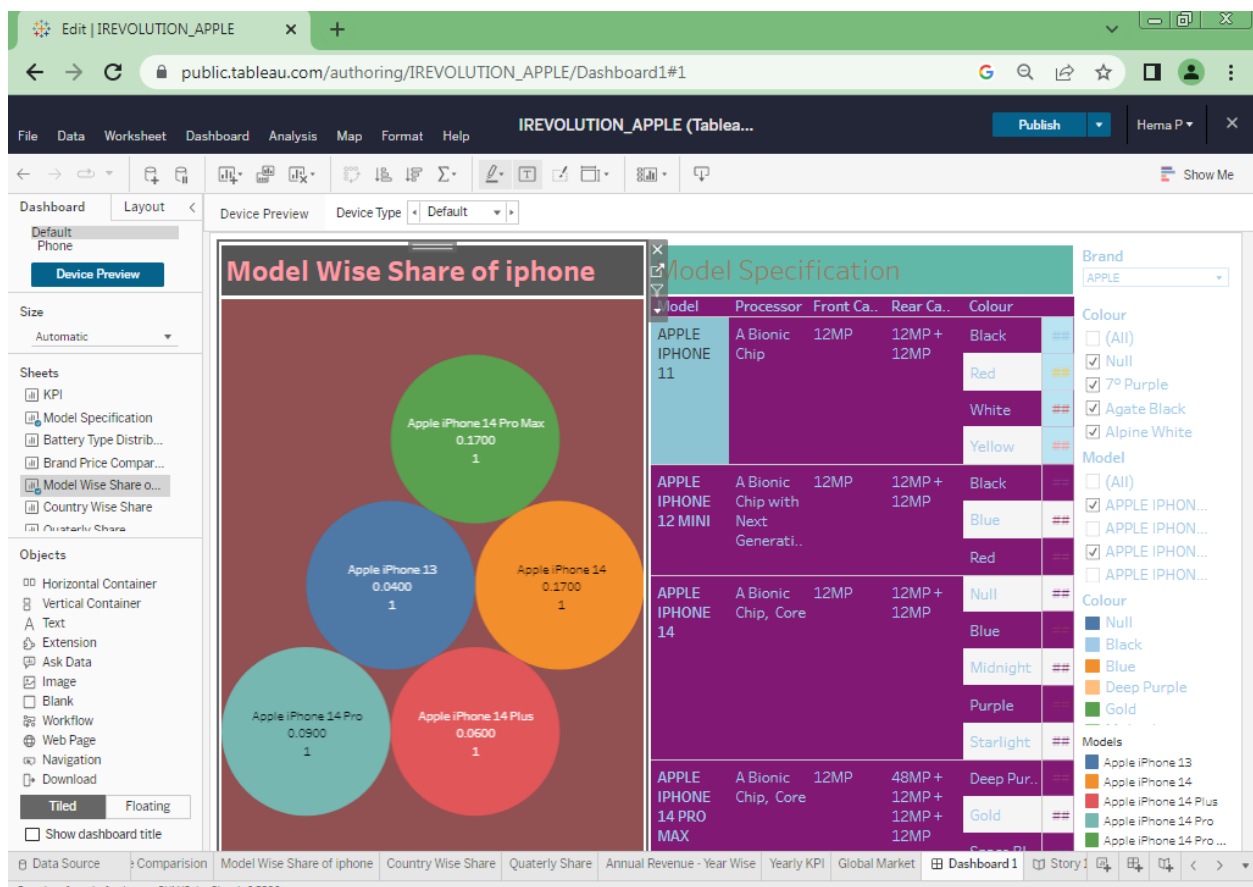 Edit | IREVOLUTION_APPLE
public.tableau.com/authoring/IREVOLUTION_APPLE/Dashboard1#1
File Data Worksheet Dashboard Analysis Map Format Help
IREVOLUTION_APPLE (Tablea...
Publish
Hema P
Show Me
Dashboard Layout
Device Preview Device Type Default
Default
Phone
Device Preview
Size
Automatic
Sheets
KPI
Model Specification
Battery Type Distrib...
Brand Price Compar...
Model Wise Share o...
Country Wise Share
Quaterly Share
Objects
Horizontal Container
Vertical Container
Text
Extension
Ask Data
Image
Blank
Workflow
Web Page
Navigation
Download
Tiled Floating
Show dashboard title
Model Wise Share of iphone
Apple iPhone 14 Pro Max
0.1700
1
Apple iPhone 13
0.0400
1
Apple iPhone 14
0.1700
1
Apple iPhone 14 Pro
0.0900
1
Apple iPhone 14 Plus
0.0600
1
Model Specification
Model Processor Front Ca.. Rear Ca.. Colour
APPLE IPHONE 11 A Bionic Chip 12MP 12MP + 12MP Black ##
Red ##
White ##
Yellow ##
APPLE IPHONE 12 MINI A Bionic Chip with Next Generati.. 12MP 12MP + 12MP Black ##
Blue ##
Red ##
APPLE IPHONE 14 A Bionic Chip, Core 12MP 12MP + 12MP Null ##
Blue ##
Midnight ##
Purple ##
Starlight ##
APPLE IPHONE 14 PRO MAX A Bionic Chip, Core 12MP 48MP + 12MP + 12MP + 12MP Deep Pur.. ##
Gold ##
Brand
APPLE
Colour
(All)
Null
7º Purple
Agate Black
Alpine White
Model
(All)
APPLE IPHON...
APPLE IPHON...
APPLE IPHON...
APPLE IPHON...
Colour
Null
Black
Blue
Deep Purple
Gold
Models
Apple iPhone 13
Apple iPhone 14
Apple iPhone 14 Plus
Apple iPhone 14 Pro
Apple iPhone 14 Pro ...
Data Source Comparision Model Wise Share of iphone Country Wise Share Quaterly Share Annual Revenue - Year Wise Yearly KPI Global Market Dashboard 1 Story